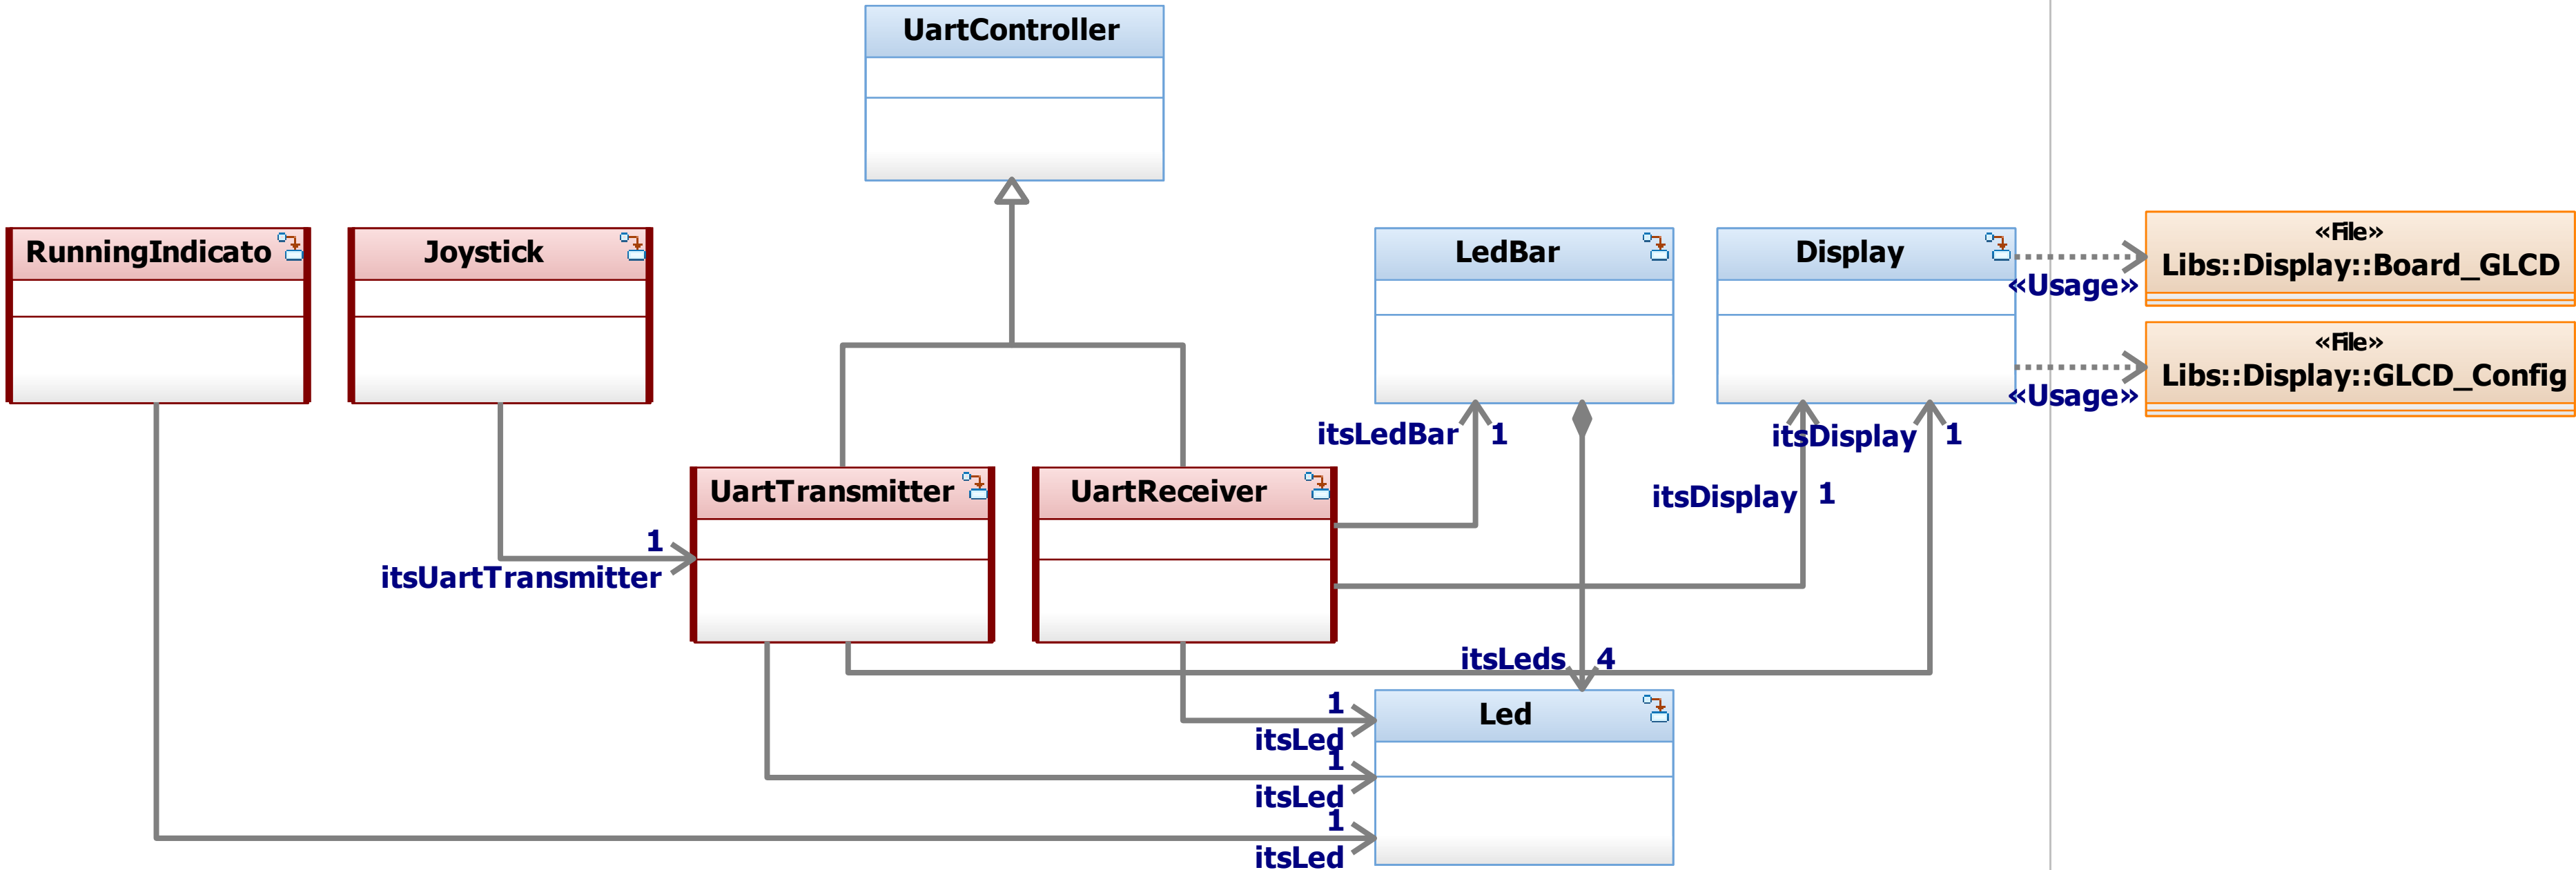 UartController
«File»
Libs::Display::Board_GLCD
RunningIndicato
Joystick
LedBar
Display
«Usage»
«File»
Libs::Display::GLCD_Config
«Usage»
itsLedBar 1
itsDisplay 1
UartTransmitter
UartReceiver
itsDisplay 1
1
itsUartTransmitter
itsLeds 4
1
itsLed
Led
1
itsLed
1
itsLed